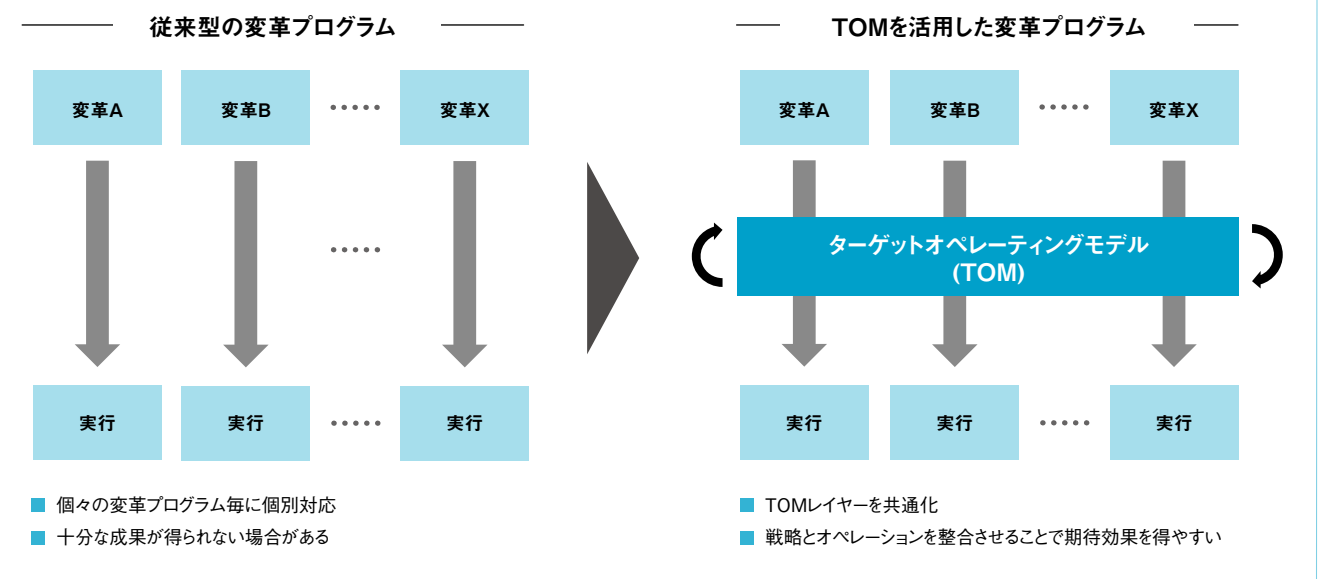 従来型の変革プログラム
変革A
変革B
•••••
変革X
•••••
実行
実行
•••••
実行
個々の変革プログラム毎に個別対応
十分な成果が得られない場合がある
TOMを活用した変革プログラム
変革A
変革B
•••••
変革X
ターゲットオペレーティングモデル
(TOM)
実行
実行
•••••
実行
TOMレイヤーを共通化
戦略とオペレーションを整合させることで期待効果を得やすい